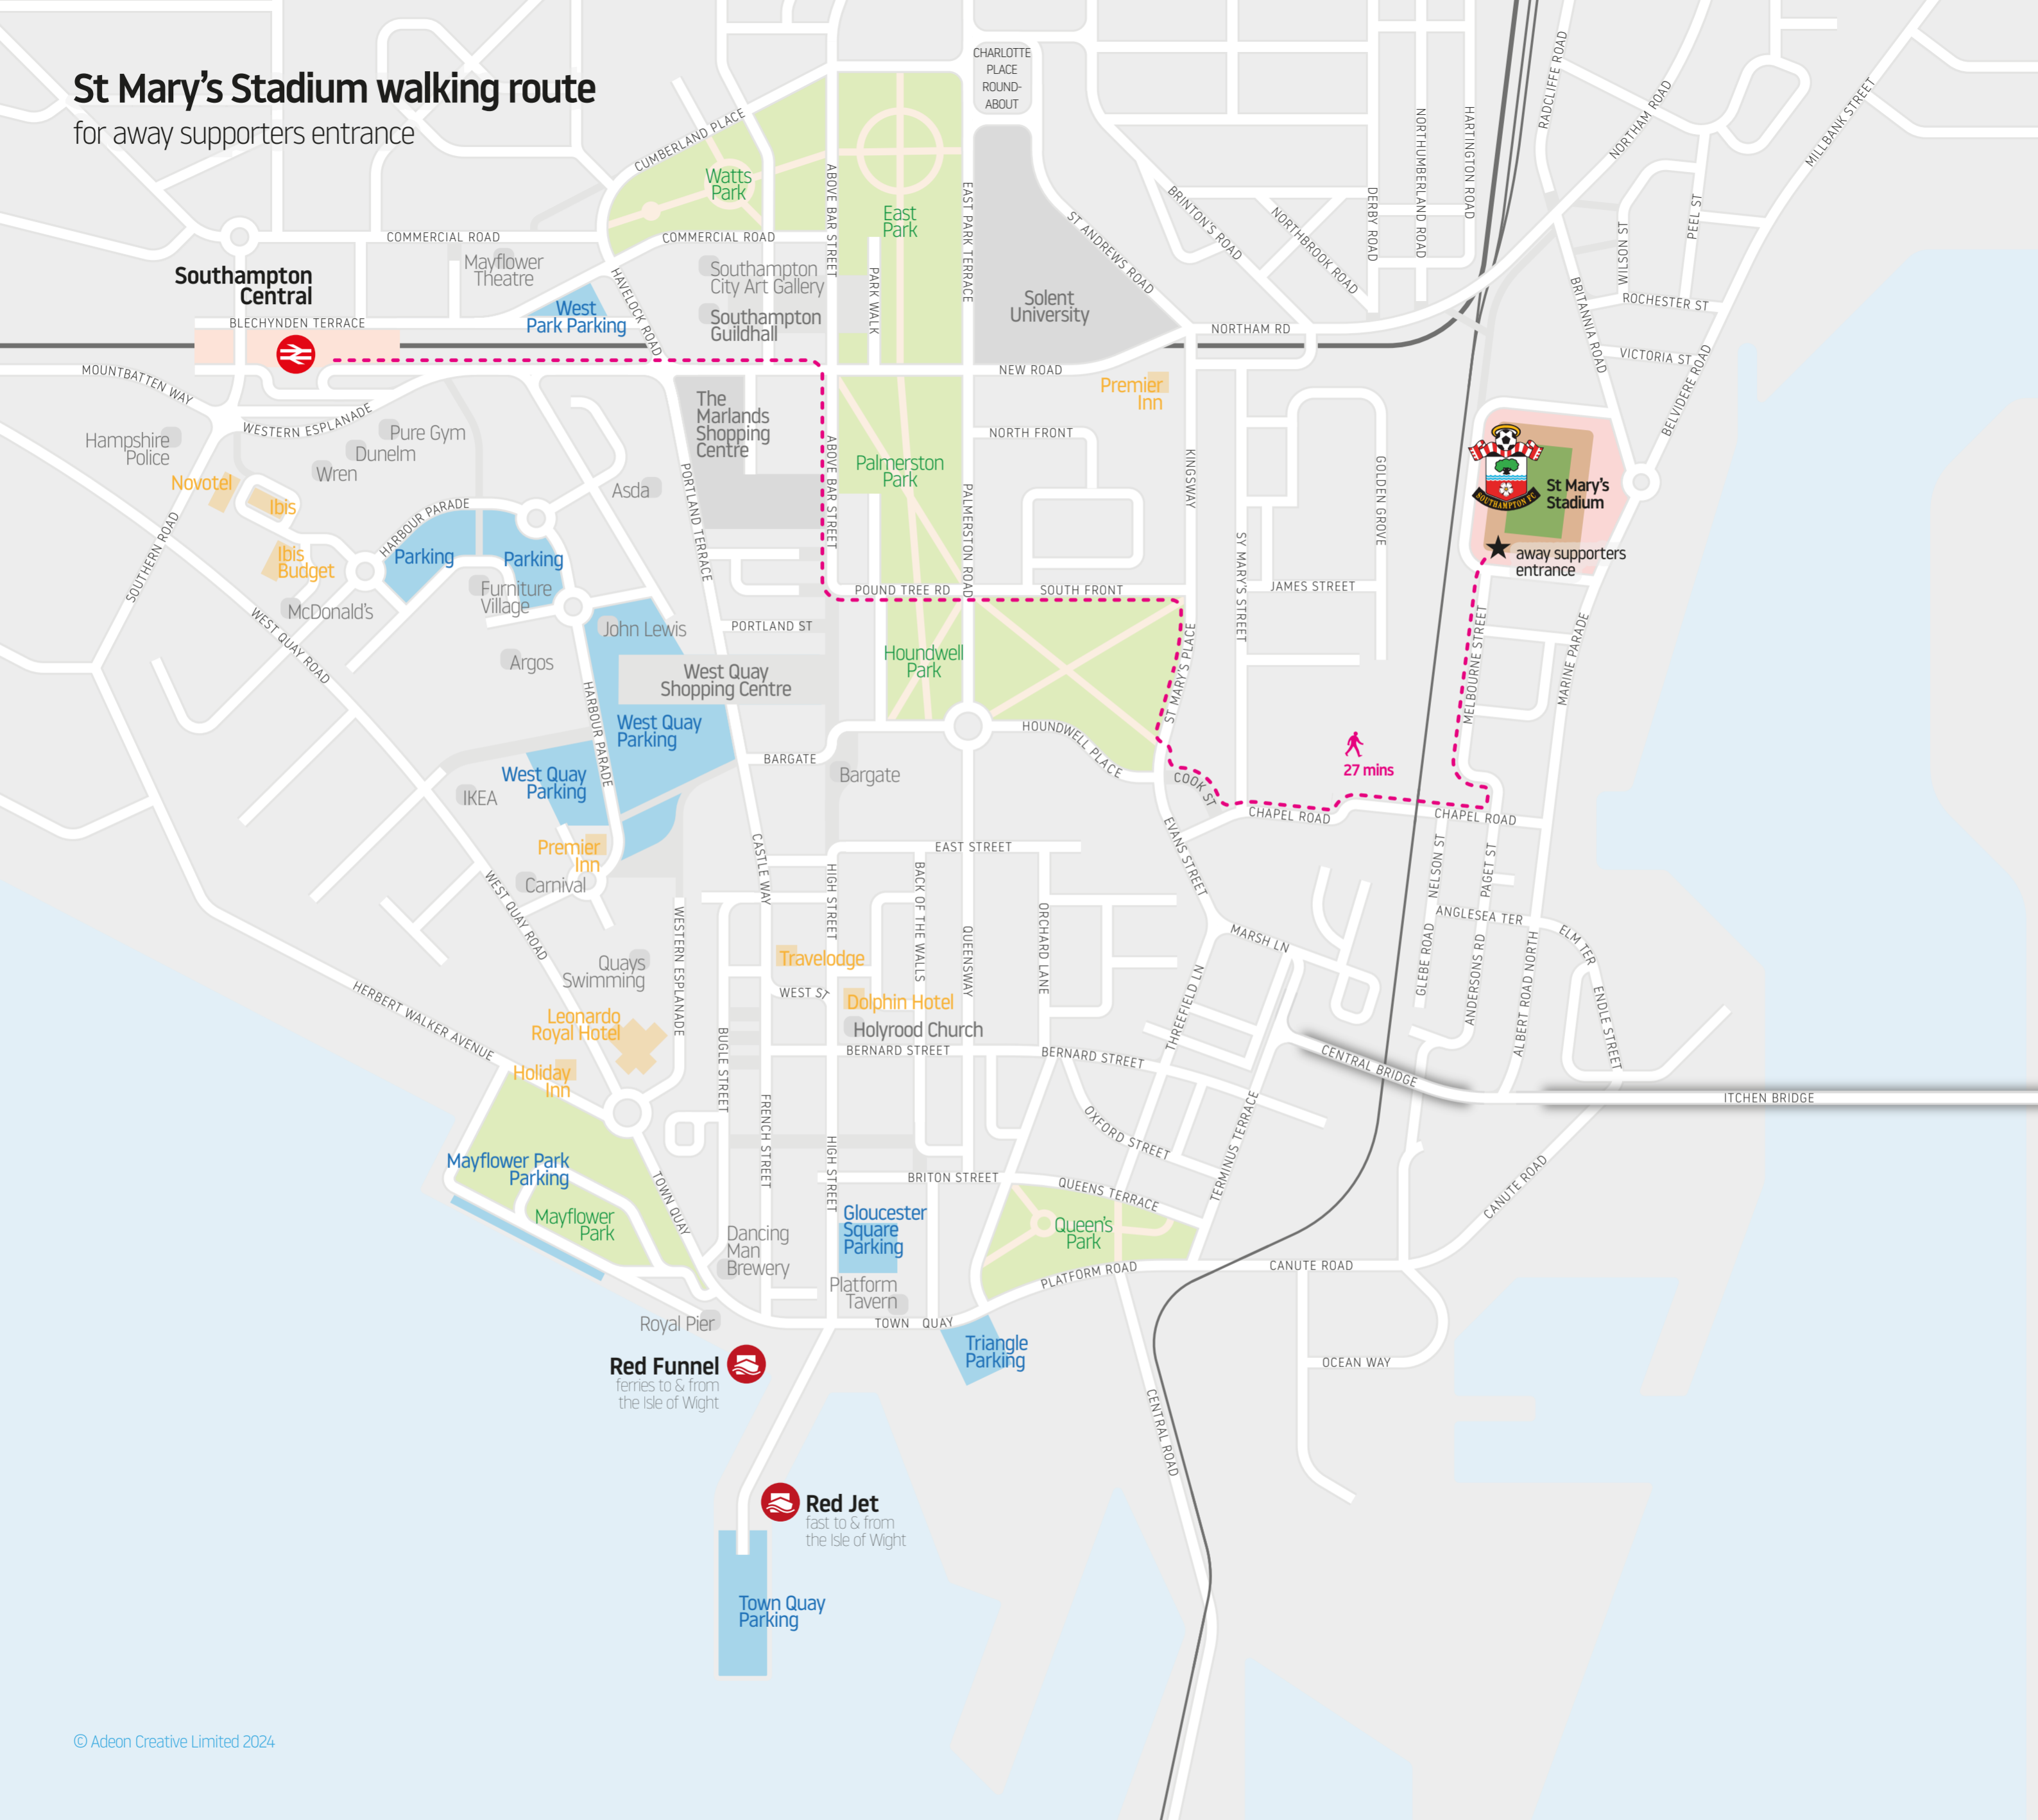 St Mary's Stadium walking route
for away supporters entrance
CHARLOTTE
PLACE
ROUND-
ABOUT
RADCLIFFE ROAD
NORTHAM ROAD
MILLBANK STREET
CUMBERLAND PLACE
Watts
Park
East
Park
ABOVE BAR STREET
EAST PARK TERRACE
PARK WALK
ST ANDREWS ROAD
BRINTON'S ROAD
NORTHBROOK ROAD
DERBY ROAD
NORTHUMBERLAND ROAD
HARTINGTON ROAD
WILSON ST
PEEL ST
COMMERCIAL ROAD
COMMERCIAL ROAD
Mayflower
Theatre
Southampton
City Art Gallery
Southampton
Guildhall
Southampton
Central
BLECHYNDEN TERRACE
West
Park Parking
HAVELOCK ROAD
Solent
University
NORTHAM RD
BRITANNIA ROAD
ROCHESTER ST
VICTORIA ST
BELVIDERE ROAD
MOUNTBATTEN WAY
WESTERN ESPLANADE
NEW ROAD
Premier
Inn
The
Marlands
Shopping
Centre
Hampshire
Police
Pure Gym
Dunelm
Wren
Novotel
Ibis
Ibis
Budget
McDonald's
HARBOUR PARADE
Parking
Parking
Asda
PORTLAND TERRACE
ABOVE BAR STREET
Palmerston
Park
PALMERSTON ROAD
NORTH FRONT
KINGSWAY
SY MARY'S STREET
GOLDEN GROVE
SOUTHAMPTON FC
St Mary's
Stadium
away supporters
entrance
SOUTHERN ROAD
WEST QUAY ROAD
Furniture
Village
John Lewis
Argos
POUND TREE RD
SOUTH FRONT
JAMES STREET
PORTLAND ST
Houndwell
Park
ST MARY'S PLACE
MELBOURNE STREET
MARINE PARADE
West Quay
Shopping Centre
HARBOUR PARADE
West Quay
Parking
West Quay
Parking
IKEA
BARGATE
Bargate
HOUNDWELL PLACE
COOK ST
27 mins
CHAPEL ROAD
CHAPEL ROAD
Premier
Inn
Carnival
CASTLE WAY
EAST STREET
EVANS STREET
NELSON ST
PAGET ST
WEST QUAY ROAD
WESTERN ESPLANADE
HIGH STREET
BACK OF THE WALLS
QUEENSWAY
ORCHARD LANE
MARSH LN
ANGLESEA TER
ELM TER
Quays
Swimming
Travelodge
WEST ST
Dolphin Hotel
Holyrood Church
THREEFIELD LN
GLEBE ROAD
ANDERSONS RD
ALBERT ROAD NORTH
ENDLE STREET
HERBERT WALKER AVENUE
Leonardo
Royal Hotel
Holiday
Inn
BUGLE STREET
BERNARD STREET
BERNARD STREET
CENTRAL BRIDGE
ITCHEN BRIDGE
FRENCH STREET
HIGH STREET
OXFORD STREET
TERMINUS TERRACE
Mayflower Park
Parking
Mayflower
Park
TOWN QUAY
BRITON STREET
QUEENS TERRACE
CANUTE ROAD
Gloucester
Square
Parking
Queen's
Park
Dancing
Man
Brewery
Platform
Tavern
PLATFORM ROAD
CANUTE ROAD
Royal Pier
TOWN QUAY
Triangle
Parking
OCEAN WAY
Red Funnel
ferries to & from
the Isle of Wight
CENTRAL ROAD
Red Jet
fast to & from
the Isle of Wight
Town Quay
Parking
© Adeon Creative Limited 2024